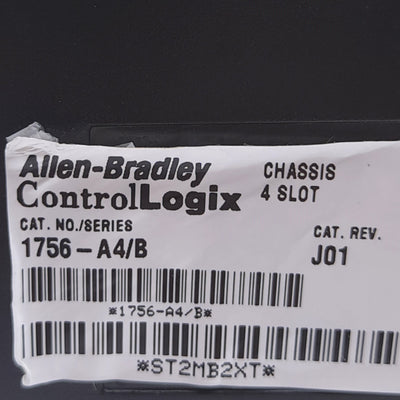 Allen-Bradley CHASSIS
ControlLogix 4 SLOT
CAT. NO./SERIES CAT. REV.
1756-A4/B J01
*1756-A4/B*
*ST2MB2XT*